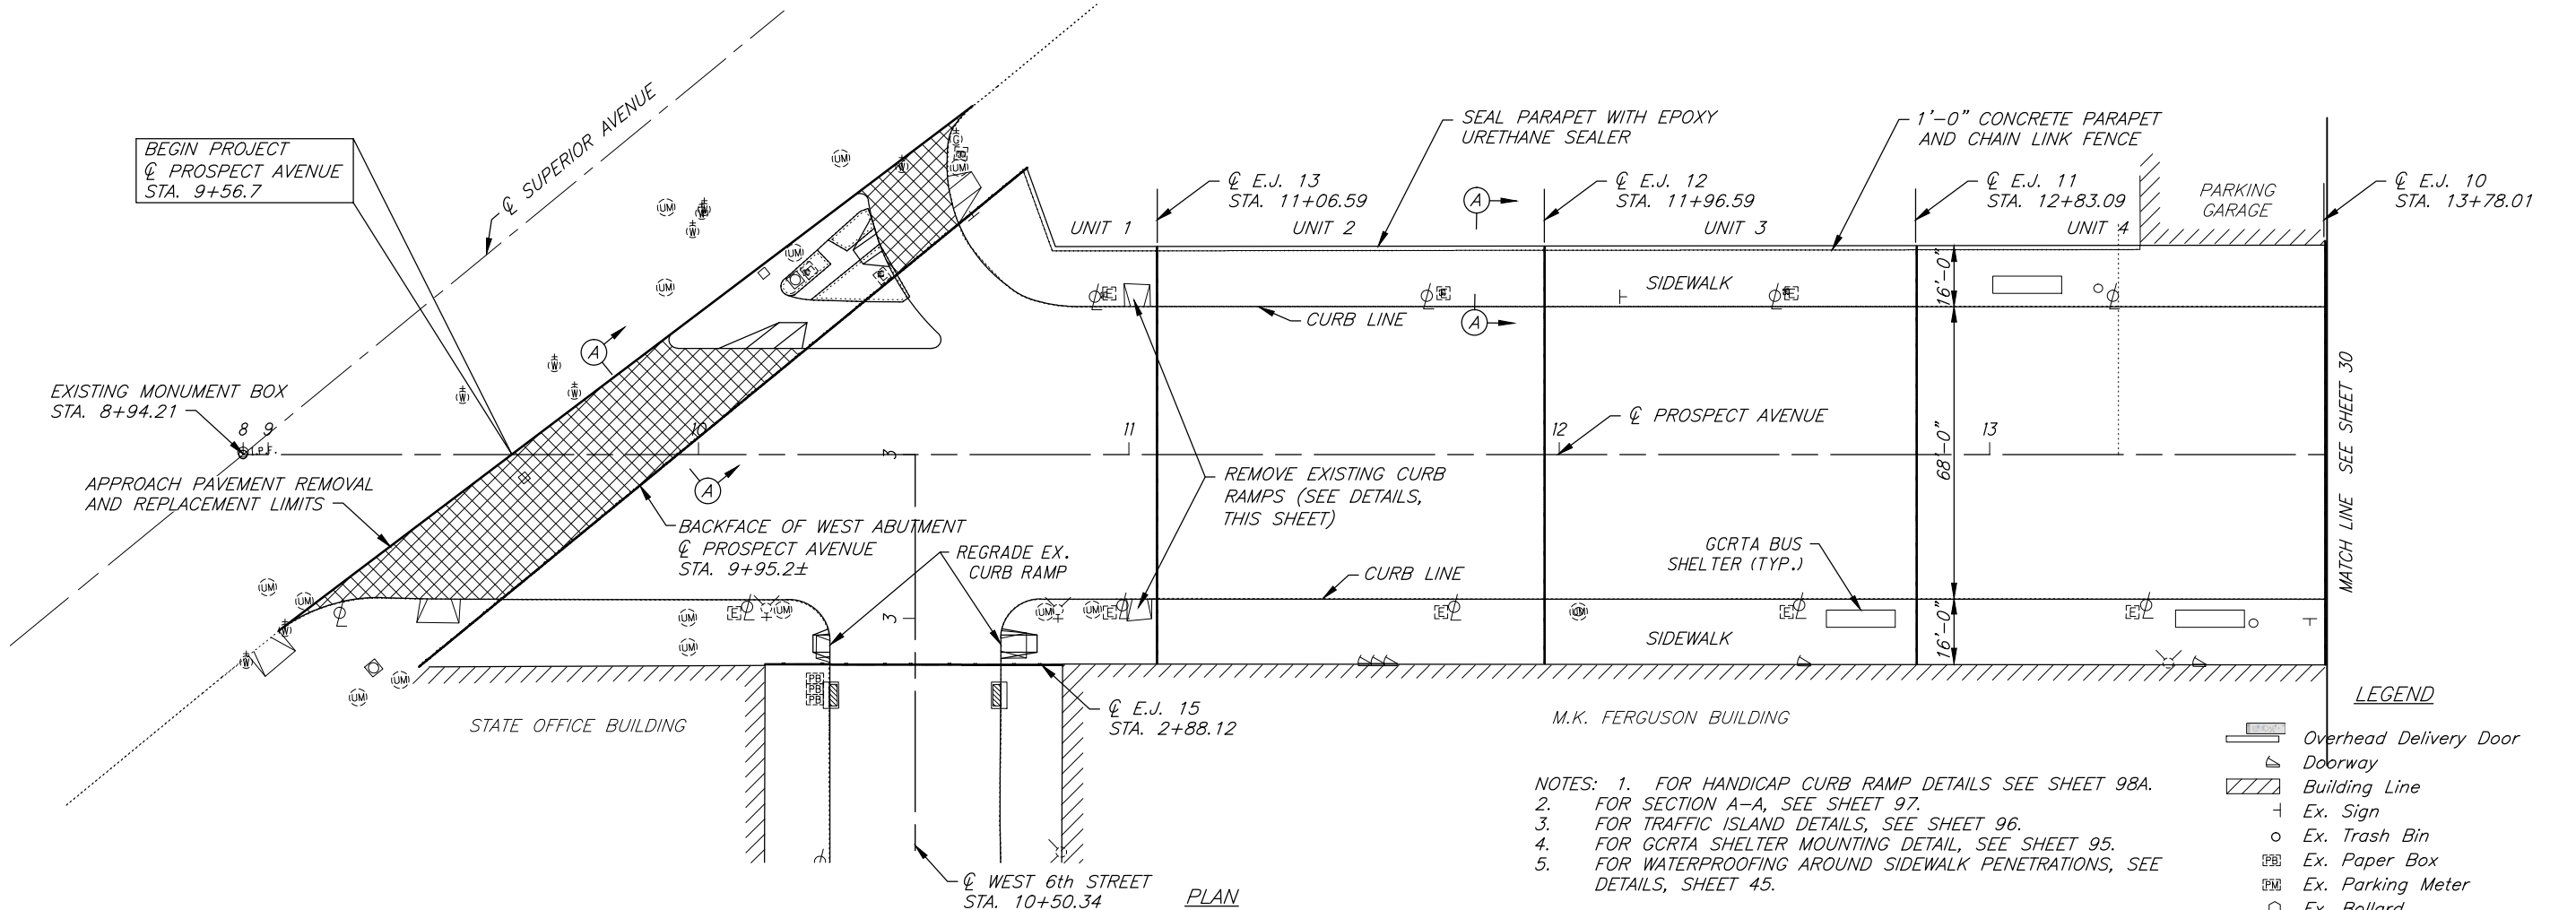 BEGIN PROJECT
℄ PROSPECT AVENUE
STA. 9+56.7
℄ SUPERIOR AVENUE
EXISTING MONUMENT BOX
STA. 8+94.21
8 9
I.P.F.
10
11
12
13
APPROACH PAVEMENT REMOVAL
AND REPLACEMENT LIMITS
BACKFACE OF WEST ABUTMENT
℄ PROSPECT AVENUE
STA. 9+95.2±
REGRADE EX.
CURB RAMP
3
3
A
A
A
A
SEAL PARAPET WITH EPOXY
URETHANE SEALER
1'-0" CONCRETE PARAPET
AND CHAIN LINK FENCE
℄ E.J. 13
STA. 11+06.59
℄ E.J. 12
STA. 11+96.59
℄ E.J. 11
STA. 12+83.09
PARKING
GARAGE
℄ E.J. 10
STA. 13+78.01
UNIT 1
UNIT 2
UNIT 3
UNIT 4
SIDEWALK
16'-0"
CURB LINE
℄ PROSPECT AVENUE
REMOVE EXISTING CURB
RAMPS (SEE DETAILS,
THIS SHEET)
68'-0"
MATCH LINE SEE SHEET 30
GCRTA BUS
SHELTER (TYP.)
CURB LINE
SIDEWALK
16'-0"
℄ E.J. 15
STA. 2+88.12
STATE OFFICE BUILDING
M.K. FERGUSON BUILDING
PB
PB
PB
℄ WEST 6th STREET
STA. 10+50.34
PLAN
NOTES: 1. FOR HANDICAP CURB RAMP DETAILS SEE SHEET 98A.
2. FOR SECTION A-A, SEE SHEET 97.
3. FOR TRAFFIC ISLAND DETAILS, SEE SHEET 96.
4. FOR GCRTA SHELTER MOUNTING DETAIL, SEE SHEET 95.
5. FOR WATERPROOFING AROUND SIDEWALK PENETRATIONS, SEE
DETAILS, SHEET 45.
LEGEND
Overhead Delivery Door
Doorway
Building Line
Ex. Sign
Ex. Trash Bin
PB Ex. Paper Box
PM Ex. Parking Meter
Ex. Bollard